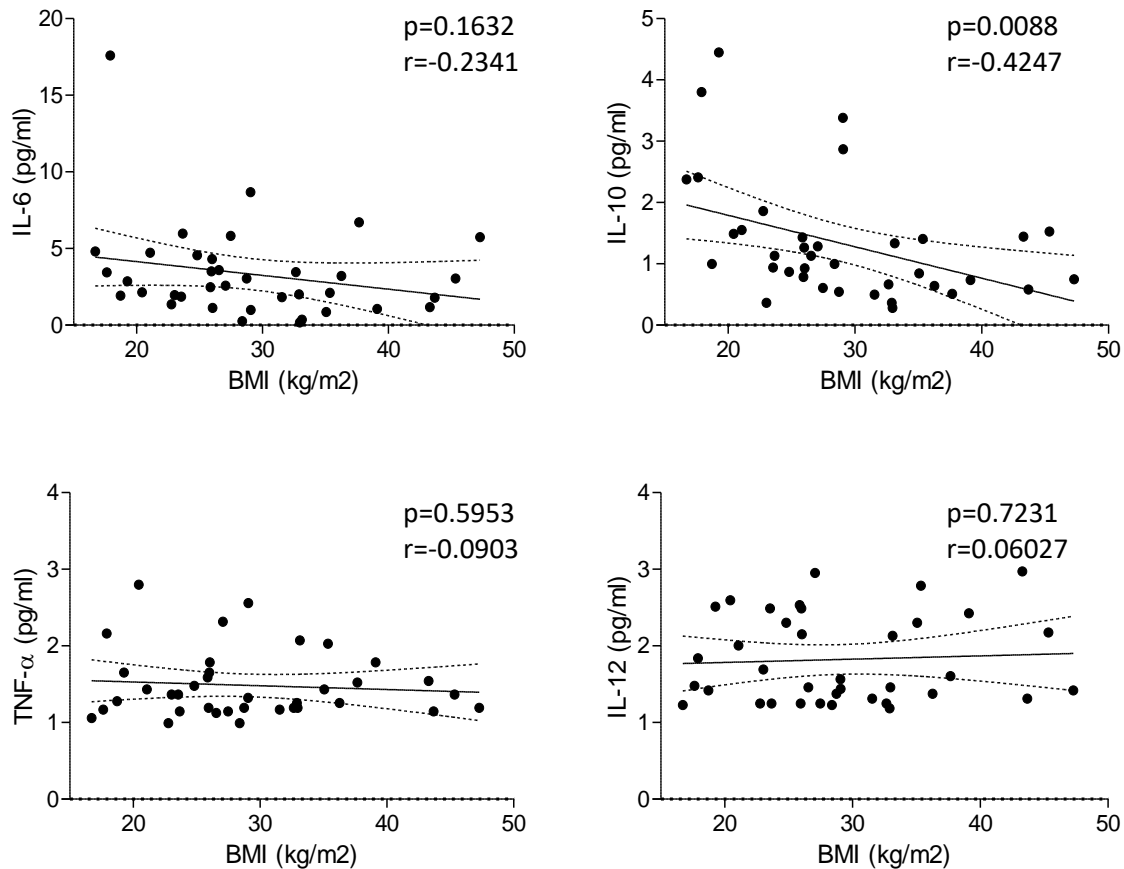 p=0.1632
r=-0.2341
IL-6 (pg/ml)
20
15
10
5
0
20 30 40 50
BMI (kg/m2)
p=0.0088
r=-0.4247
IL-10 (pg/ml)
5
4
3
2
1
0
20 30 40 50
BMI (kg/m2)
p=0.5953
r=-0.0903
TNF-α (pg/ml)
4
3
2
1
0
20 30 40 50
BMI (kg/m2)
p=0.7231
r=0.06027
IL-12 (pg/ml)
4
3
2
1
0
20 30 40 50
BMI (kg/m2)